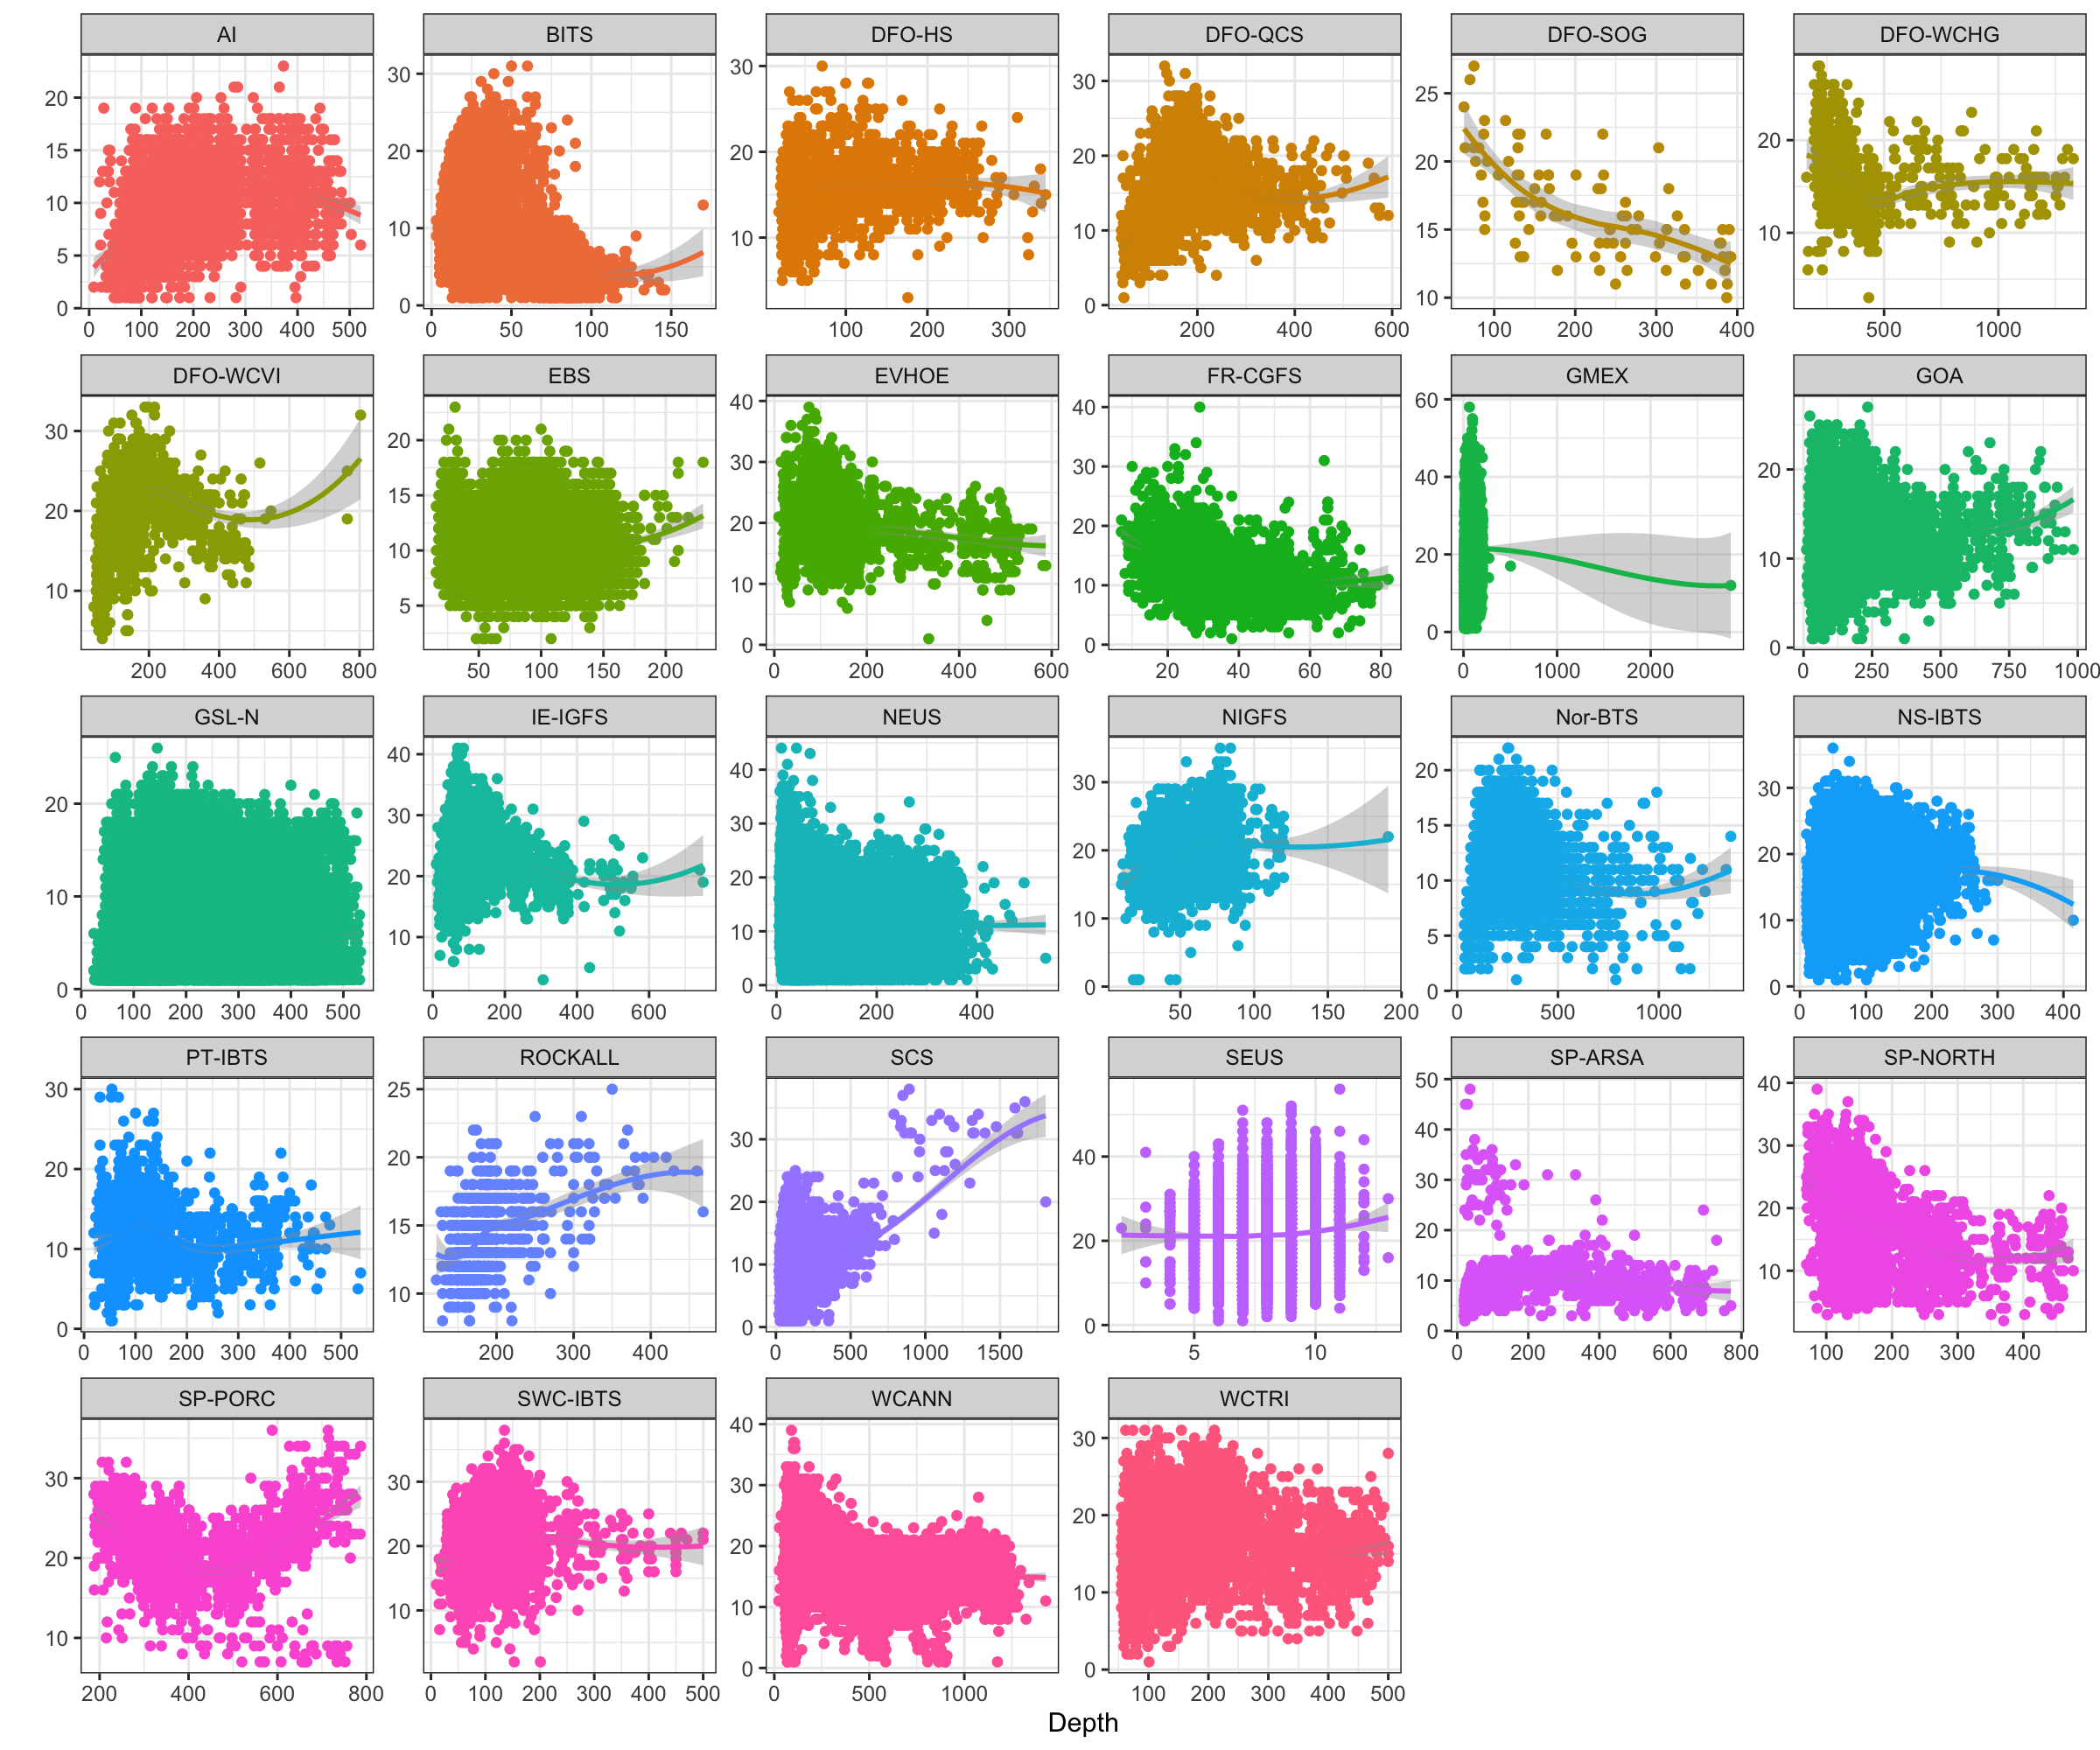 AI BITS DFO-HS DFO-QCS DFO-SOG DFO-WCHG
20 15 10 5 0
30 20 10 0
30 20 10
30 20 10 0
25 20 15 10
20 10
0 100 200 300 400 500
0 50 100 150
100 200 300
200 400 600
100 200 300 400
500 1000
DFO-WCVI EBS EVHOE FR-CGFS GMEX GOA
30 20 10
20 15 10 5
40 30 20 10 0
40 30 20 10 0
60 40 20 0
20 10 0
200 400 600 800
50 100 150 200
0 200 400 600
20 40 60 80
0 1000 2000
0 250 500 750 1000
GSL-N IE-IGFS NEUS NIGFS Nor-BTS NS-IBTS
20 10 0
40 30 20 10
40 30 20 10 0
30 20 10 0
20 15 10 5 0
30 20 10 0
0 100 200 300 400 500
0 200 400 600
0 200 400
50 100 150 200
0 500 1000
0 100 200 300 400
PT-IBTS ROCKALL SCS SEUS SP-ARSA SP-NORTH
30 20 10 0
25 20 15 10
30 20 10 0
40 20 0
50 40 30 20 10 0
40 30 20 10
0 100 200 300 400 500
200 300 400
0 500 1000 1500
5 10
0 200 400 600 800
100 200 300 400
SP-PORC SWC-IBTS WCANN WCTRI
30 20 10
30 20 10
40 30 20 10 0
30 20 10 0
200 400 600 800
0 100 200 300 400 500
0 500 1000
100 200 300 400 500
Depth